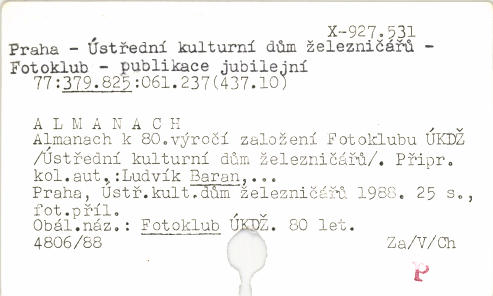 X-927.531
Praha - Ústřední kulturní dům železničářů -
Fotoklub - publikace jubilejní
77:379.825:061.237(437.10)
A L M A N A C H
Almanach k 80.výročí založení Fotoklubu ÚKDŽ
/Ústřední kulturní dům železničářů/. Připr.
kol.aut.:Ludvík Baran,...
Praha, Ústř.kult.dům železničářů 1988. 25 s.,
fot.příl.
Obál.náz.: Fotoklub ÚKDŽ. 80 let.
4806/88 Za/V/Ch
P